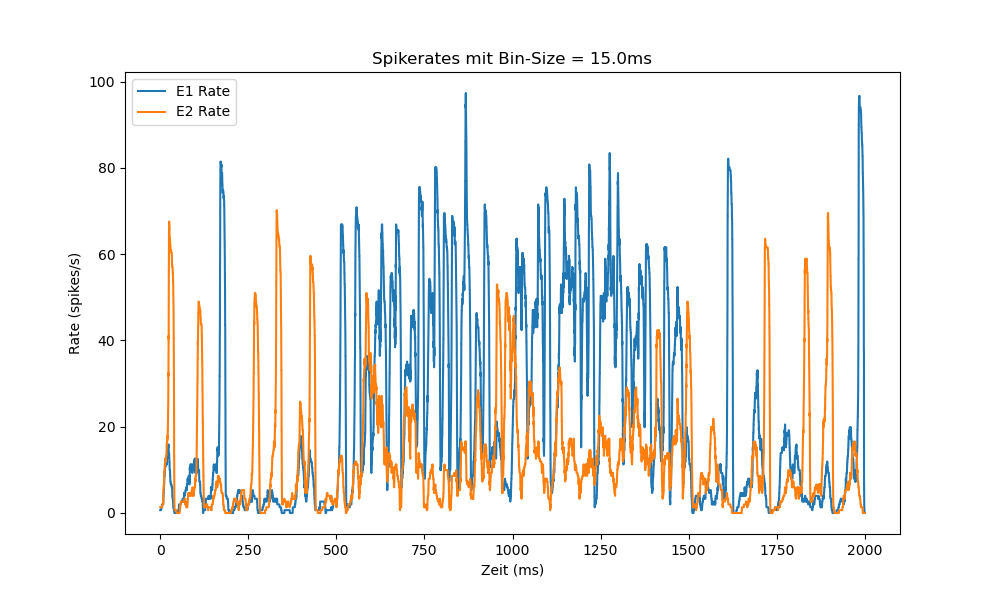 Spikerates mit Bin-Size = 15.0ms
E1 Rate
E2 Rate
100
80
60
40
20
0
Rate (spikes/s)
0 250 500 750 1000 1250 1500 1750 2000
Zeit (ms)